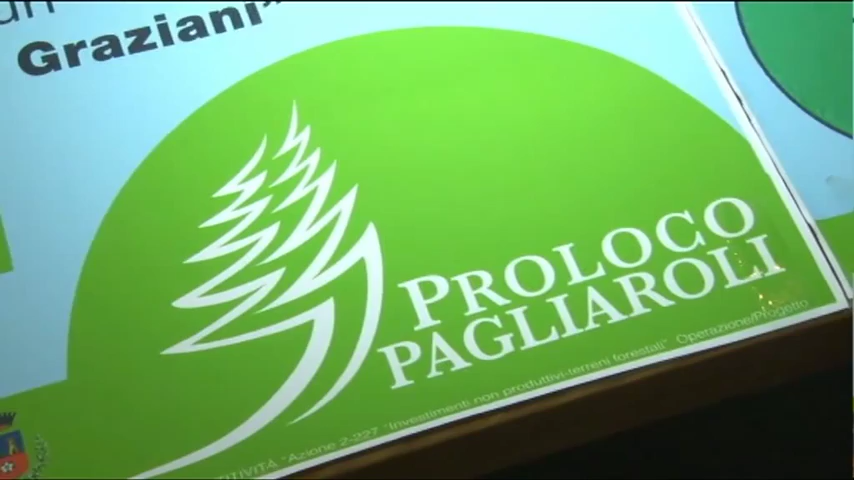 Graziani"
PROLOCO
PAGLIAROLI
"Azione 2-227 "Investimenti non produttivi-terreni forestali" Operazione/Progetto